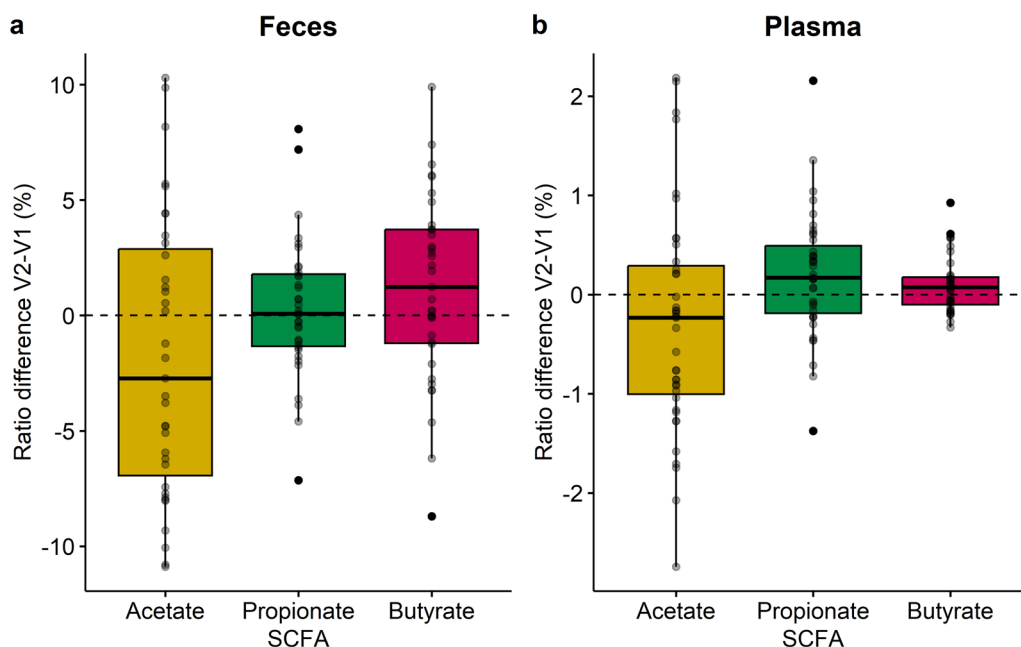 a
Feces
Ratio difference V2-V1 (%)
10
5
0
-5
-10
Acetate
Propionate
Butyrate
SCFA
b
Plasma
Ratio difference V2-V1 (%)
2
1
0
-1
-2
Acetate
Propionate
Butyrate
SCFA